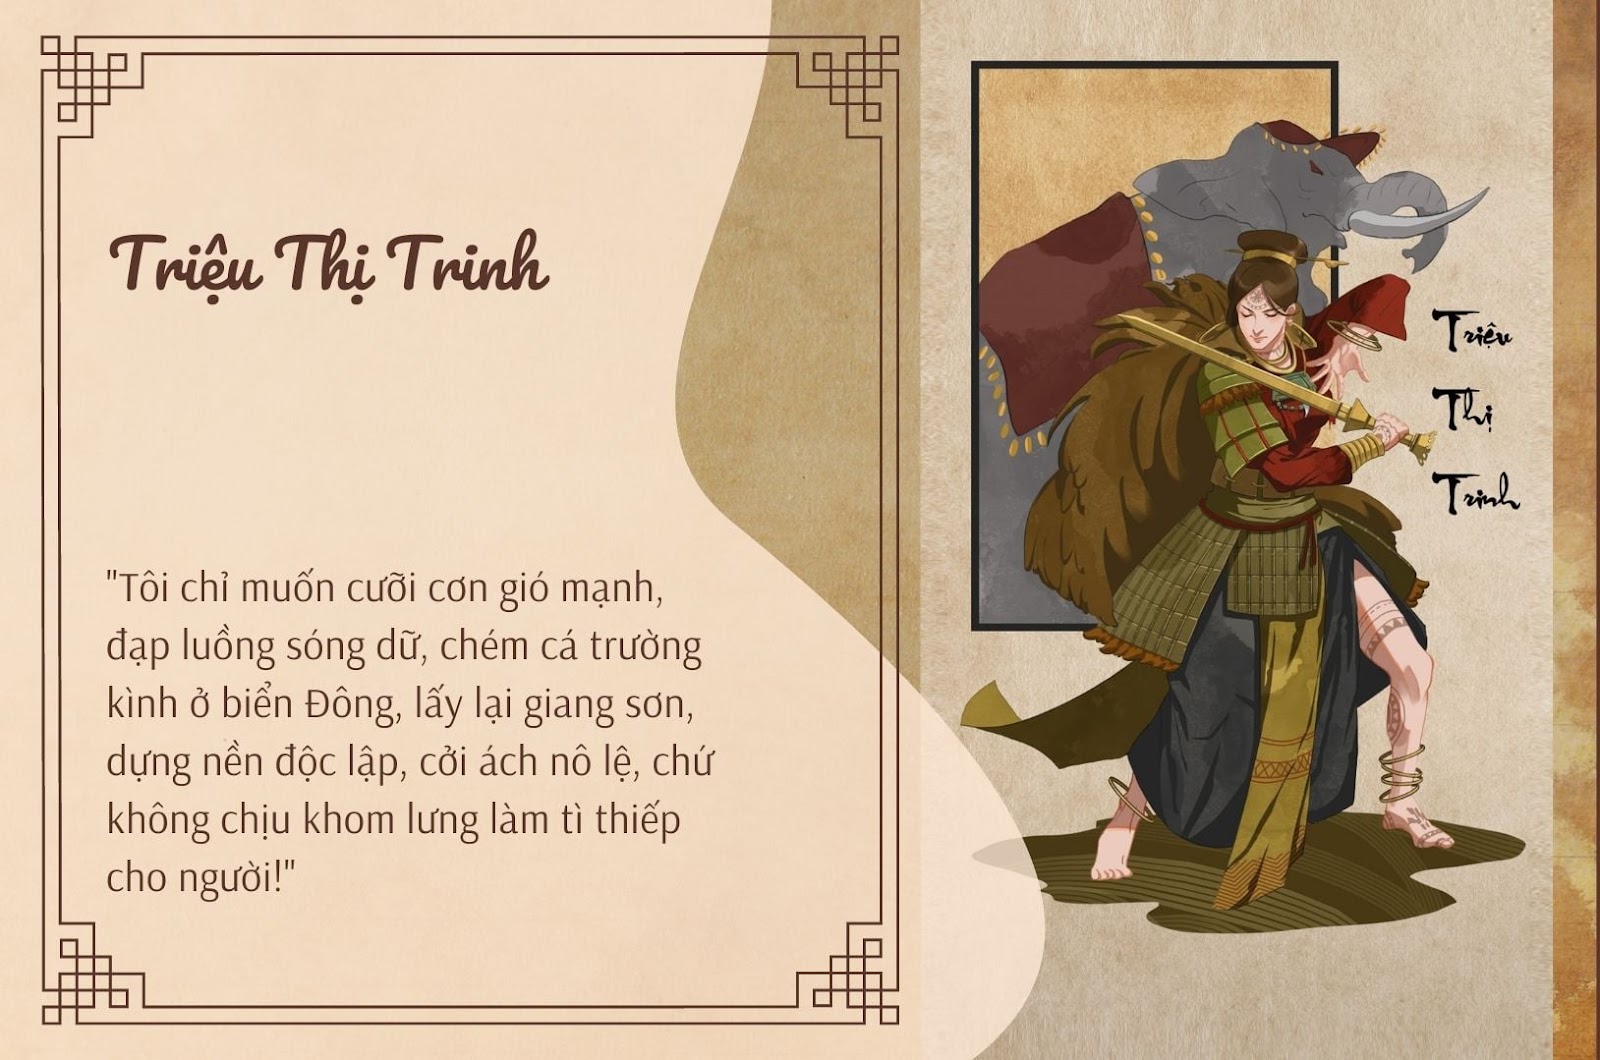 Triệu Thị Trinh
"Tôi chỉ muốn cưỡi cơn gió mạnh,
đạp luồng sóng dữ, chém cá trường
kình ở biển Đông, lấy lại giang sơn,
dựng nền độc lập, cởi ách nô lệ, chứ
không chịu khom lưng làm tì thiếp
cho người!"
Triệu
Thị
Trinh